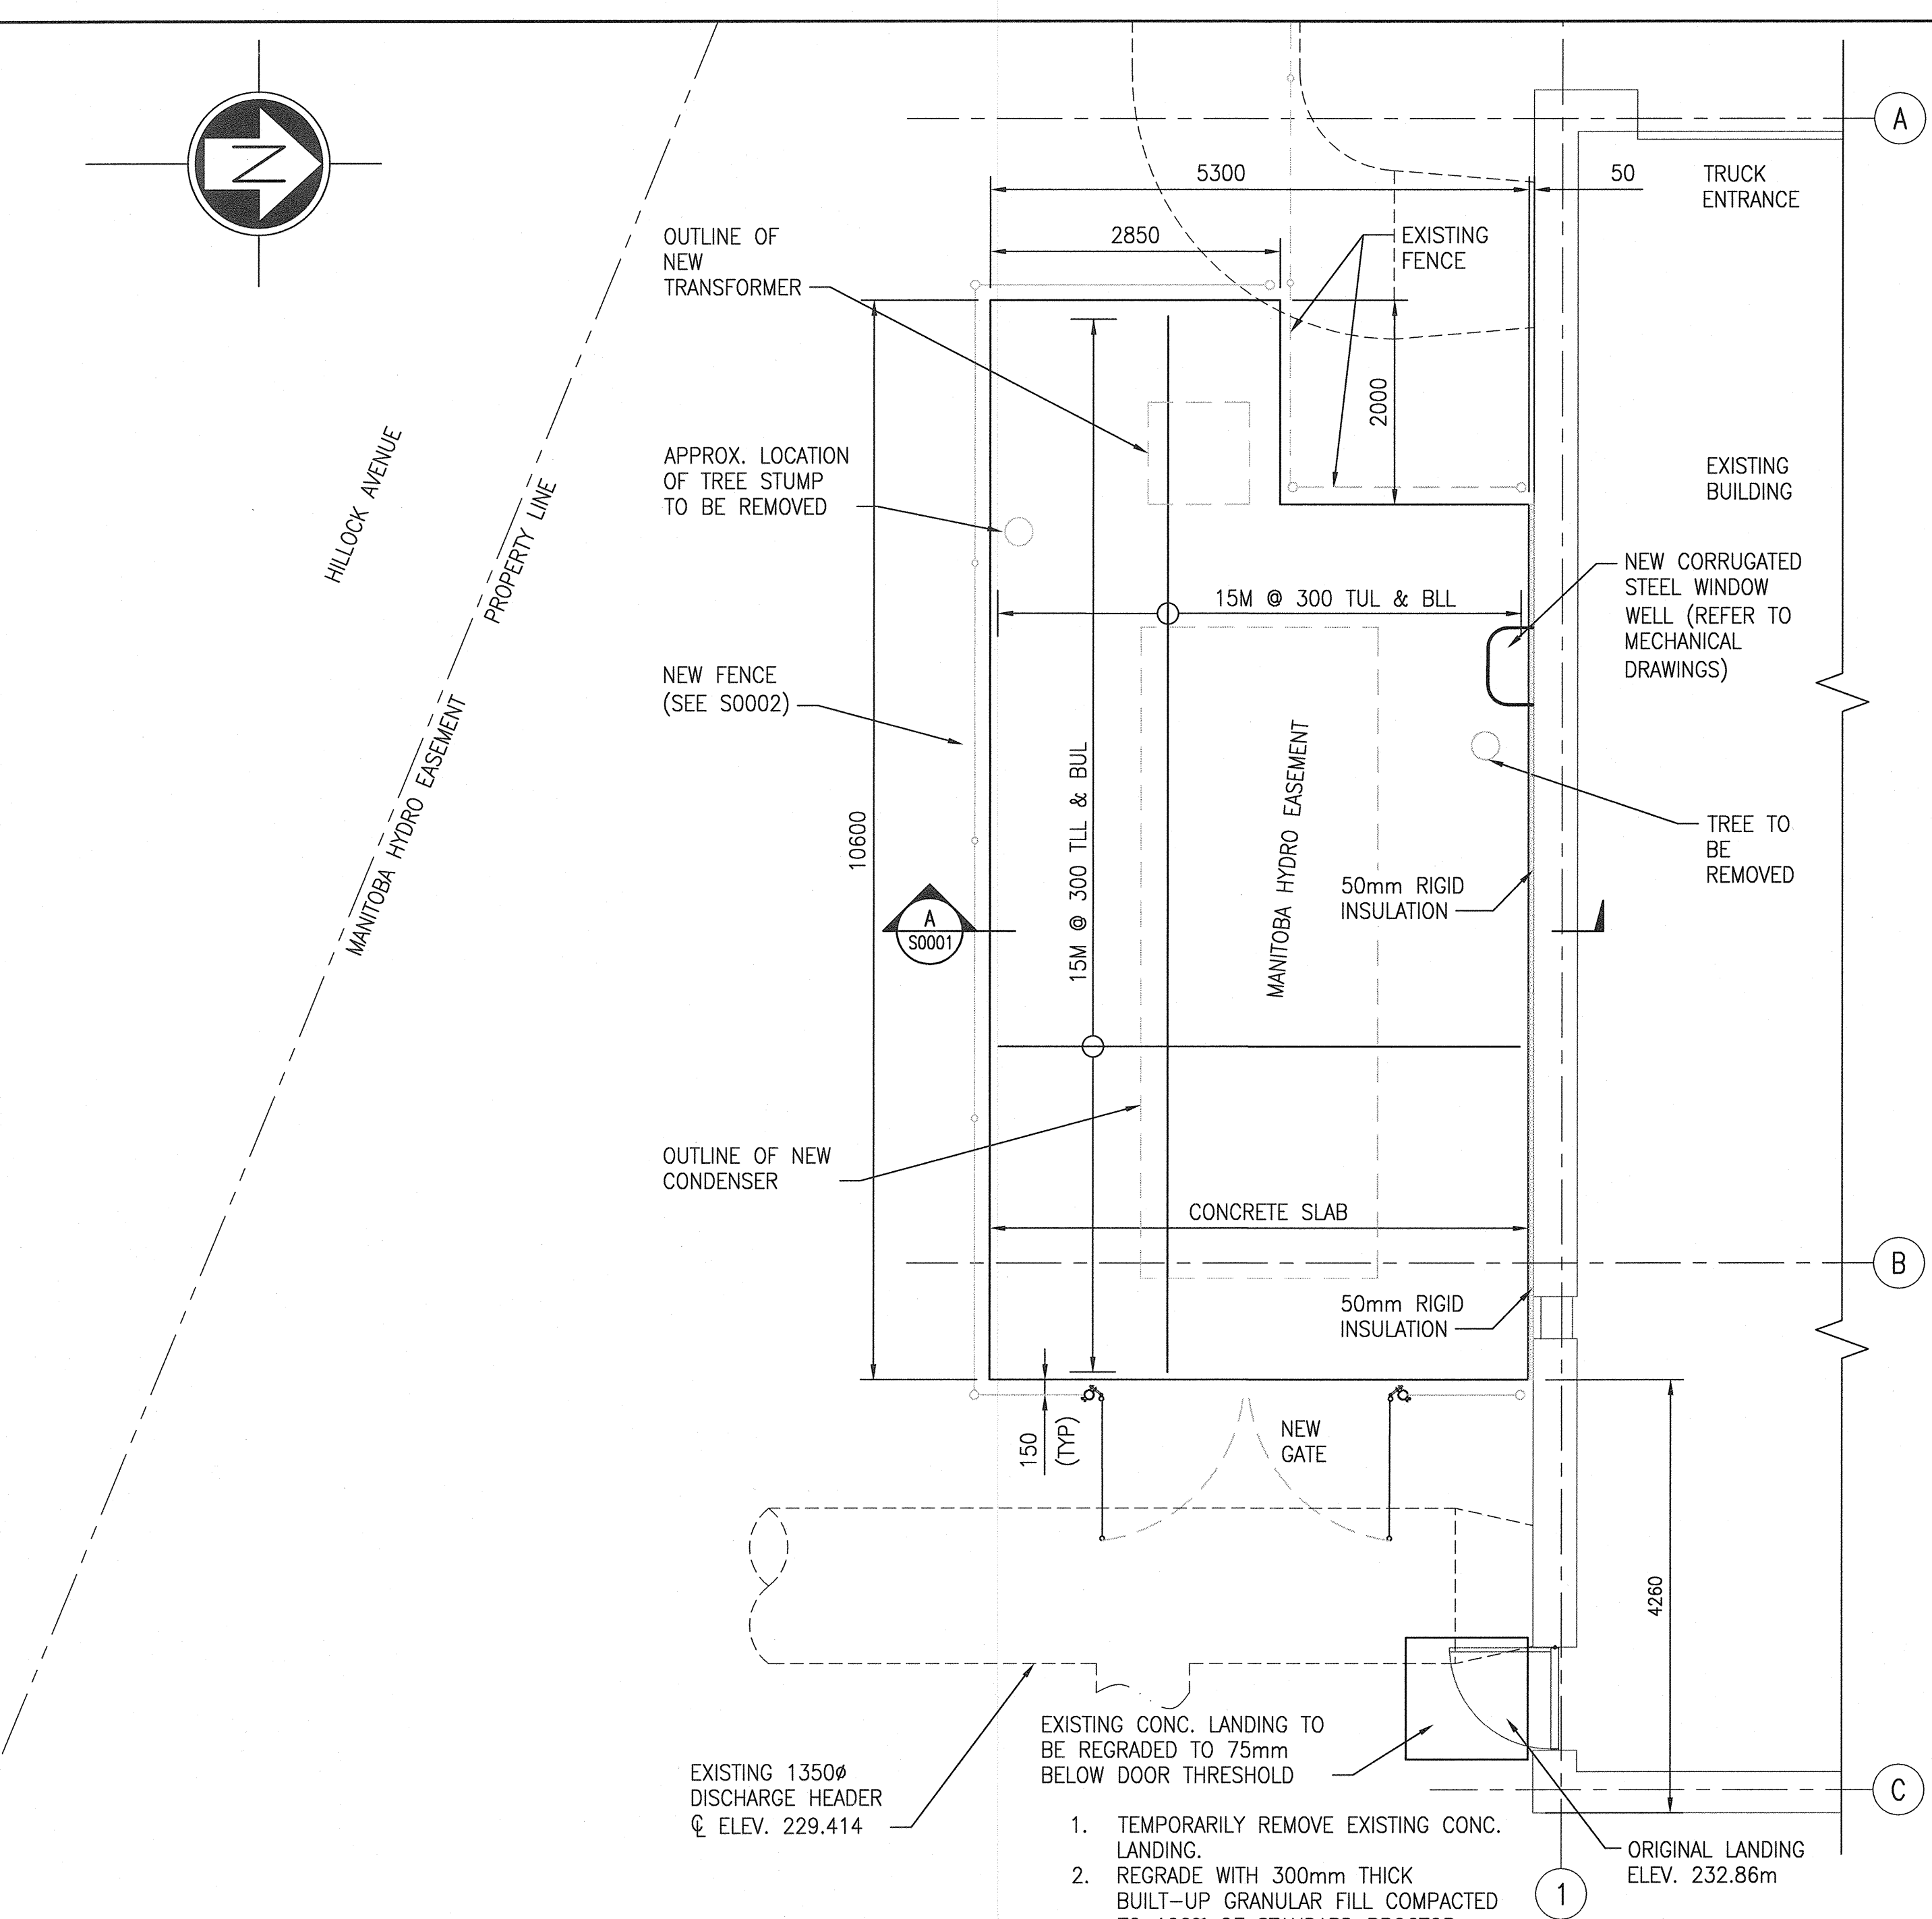 N
A
5300
50
TRUCK
ENTRANCE
OUTLINE OF
NEW
TRANSFORMER
2850
EXISTING
FENCE
2000
HILLOCK AVENUE
PROPERTY LINE
MANITOBA HYDRO EASEMENT
APPROX. LOCATION
OF TREE STUMP
TO BE REMOVED
EXISTING
BUILDING
NEW CORRUGATED
STEEL WINDOW
WELL (REFER TO
MECHANICAL
DRAWINGS)
15M @ 300 TUL & BLL
NEW FENCE
(SEE S0002)
15M @ 300 TLL & BUL
MANITOBA HYDRO EASEMENT
10600
TREE TO
BE
REMOVED
50mm RIGID
INSULATION
A
S0001
OUTLINE OF NEW
CONDENSER
CONCRETE SLAB
B
50mm RIGID
INSULATION
150
(TYP)
NEW
GATE
4260
EXISTING CONC. LANDING TO
BE REGRADED TO 75mm
BELOW DOOR THRESHOLD
EXISTING 1350ø
DISCHARGE HEADER
℄ ELEV. 229.414
C
1. TEMPORARILY REMOVE EXISTING CONC.
LANDING.
2. REGRADE WITH 300mm THICK
BUILT-UP GRANULAR FILL COMPACTED
ORIGINAL LANDING
ELEV. 232.86m
1